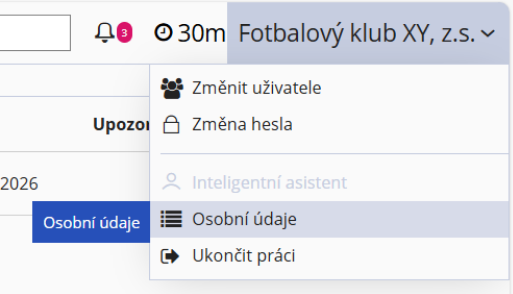 3
30m
Fotbalový klub XY, z.s.
Změnit uživatele
Upozor
Změna hesla
2026
Inteligentní asistent
Osobní údaje
Osobní údaje
Ukončit práci